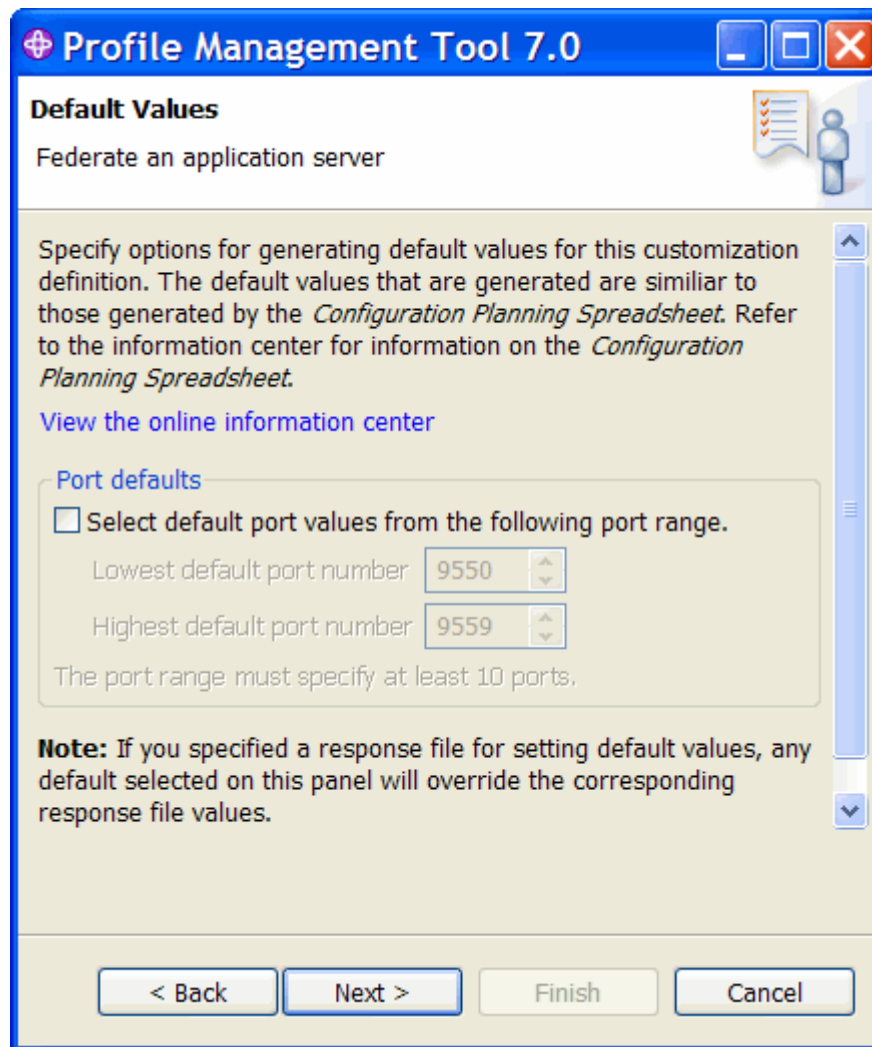 Profile Management Tool 7.0
Default Values
Federate an application server
Specify options for generating default values for this customization
definition. The default values that are generated are similiar to
those generated by the Configuration Planning Spreadsheet. Refer
to the information center for information on the Configuration
Planning Spreadsheet.
View the online information center
Port defaults
Select default port values from the following port range.
Lowest default port number 9550
Highest default port number 9559
The port range must specify at least 10 ports.
Note: If you specified a response file for setting default values, any
default selected on this panel will override the corresponding
response file values.
< Back Next > Finish Cancel